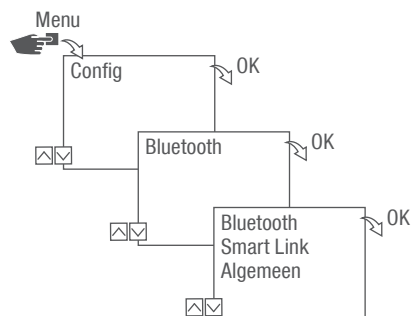 Menu
Config
OK
Bluetooth
OK
Bluetooth
Smart Link
Algemeen
OK